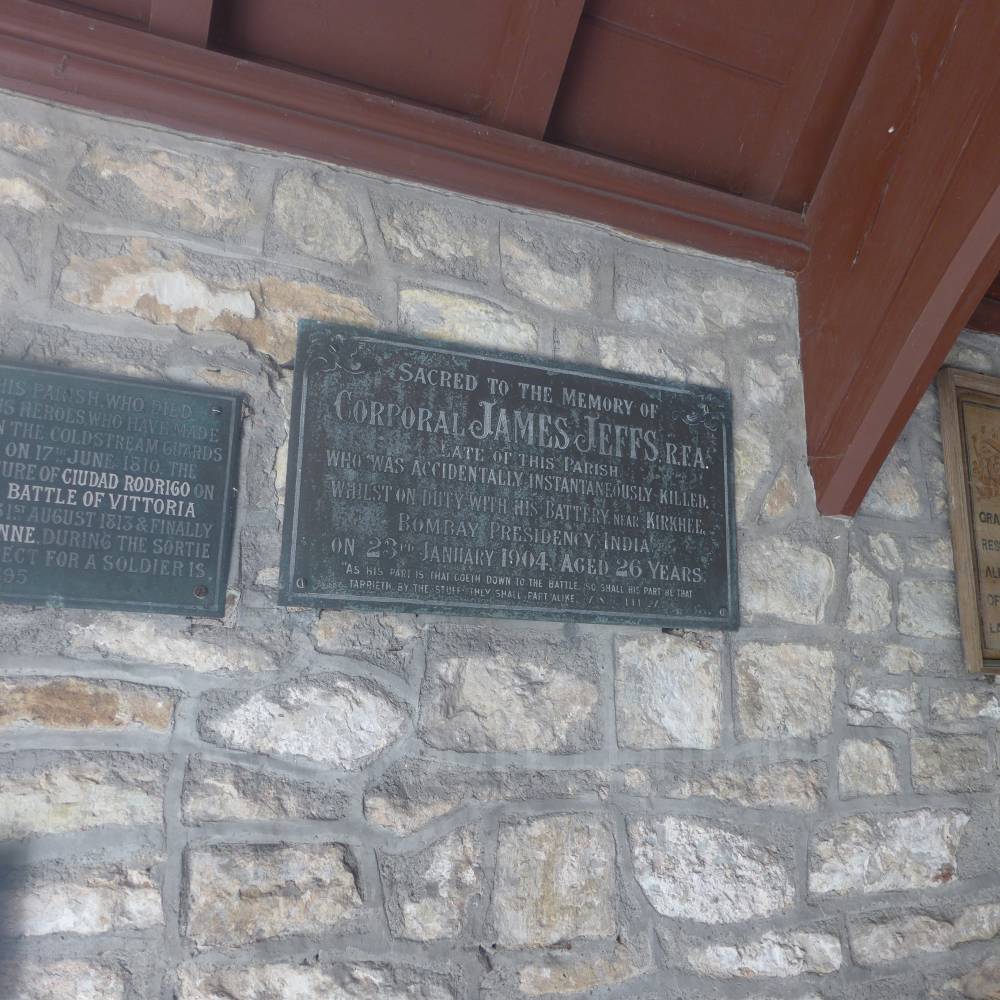 HIS PARISH, WHO DIED
S HEROES WHO HAVE MADE
N THE COLDSTREAM GUARDS
ON 17TH JUNE 1810. THE
URE OF CIUDAD RODRIGO ON
BATTLE OF VITTORIA
1ST AUGUST 1813 & FINALLY
NNE. DURING THE SORTIE
ECT FOR A SOLDIER IS
95
SACRED TO THE MEMORY OF
CORPORAL JAMES JEFFS, R.F.A.
LATE OF THIS PARISH,
WHO WAS ACCIDENTALLY INSTANTANEOUSLY KILLED,
WHILST ON DUTY WITH HIS BATTERY, NEAR KIRKHEE,
BOMBAY PRESIDENCY, INDIA,
ON 23RD JANUARY 1904, AGED 26 YEARS.
"AS HIS PART IS THAT GOETH DOWN TO THE BATTLE, SO SHALL HIS PART BE THAT
TARRIETH BY THE STUFF: THEY SHALL PART ALIKE.
GRA
RES
AL
OF